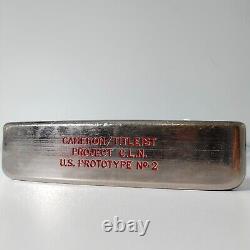 CAMERON/TITLEIST
PROJECT C.L.N.
U.S. PROTOTYPE Nº 2